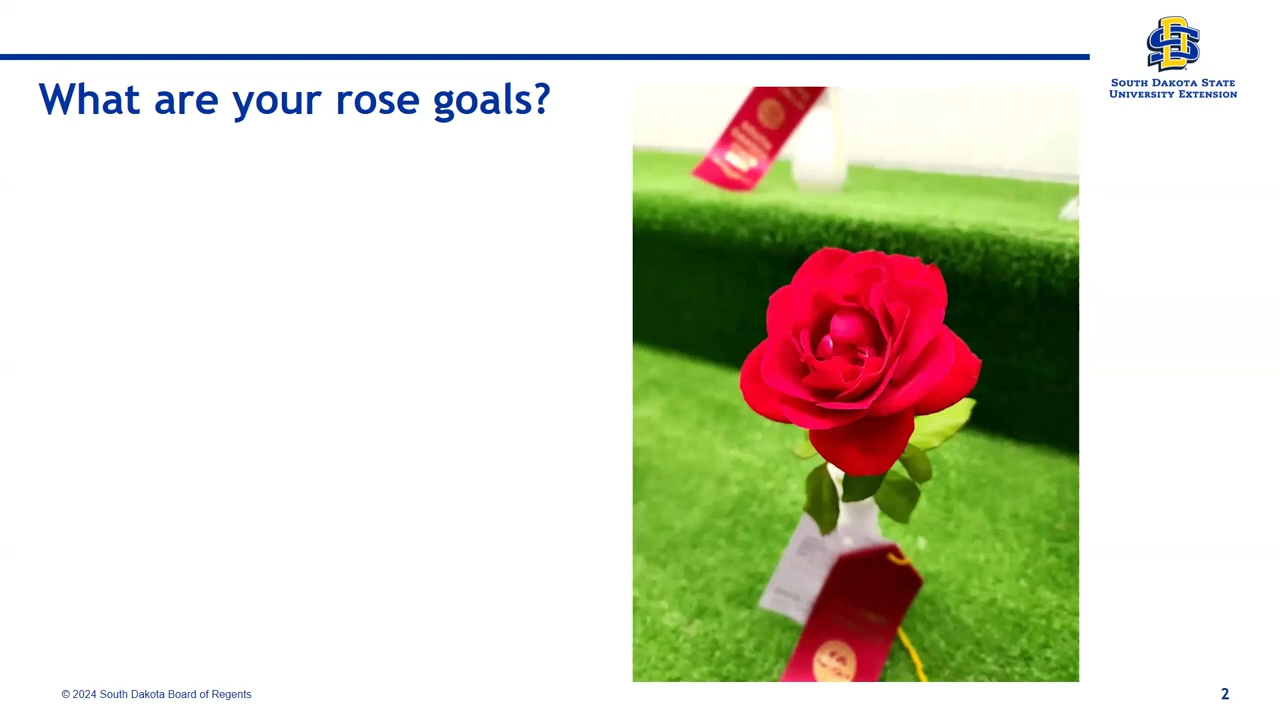 What are your rose goals?
SOUTH DAKOTA STATE
UNIVERSITY EXTENSION
© 2024 South Dakota Board of Regents
2